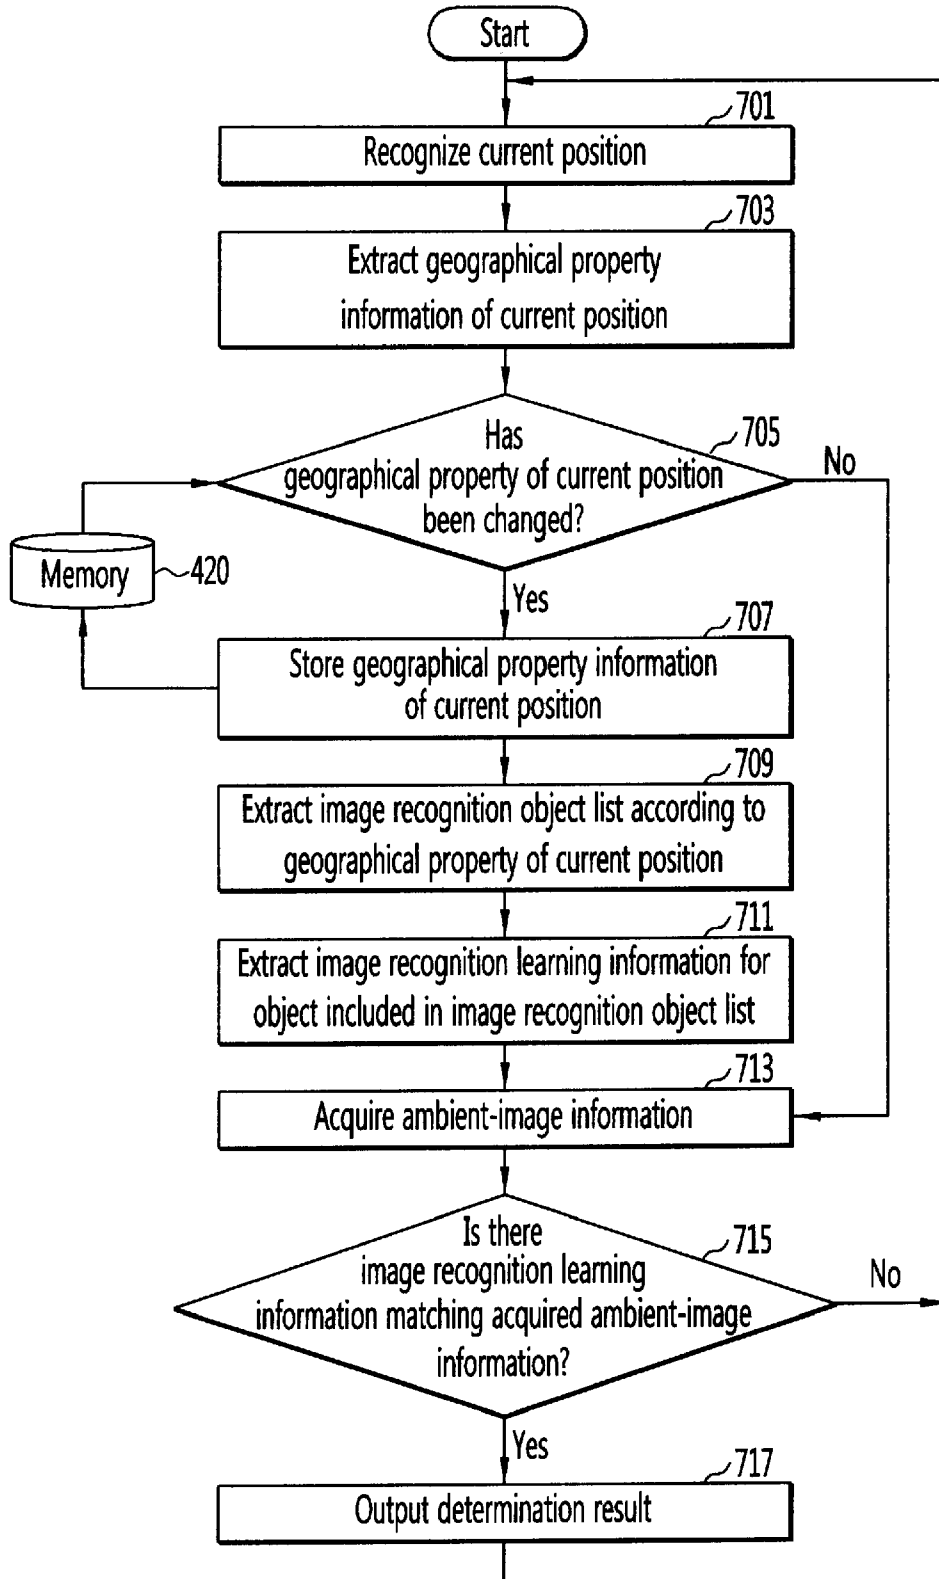 Start
701
Recognize current position
703
Extract geographical property
information of current position
705
Has
geographical property of current position
been changed?
No
Memory
420
Yes
707
Store geographical property information
of current position
709
Extract image recognition object list according to
geographical property of current position
711
Extract image recognition learning information for
object included in image recognition object list
713
Acquire ambient-image information
715
Is there
image recognition learning
information matching acquired ambient-image
information?
No
Yes
717
Output determination result